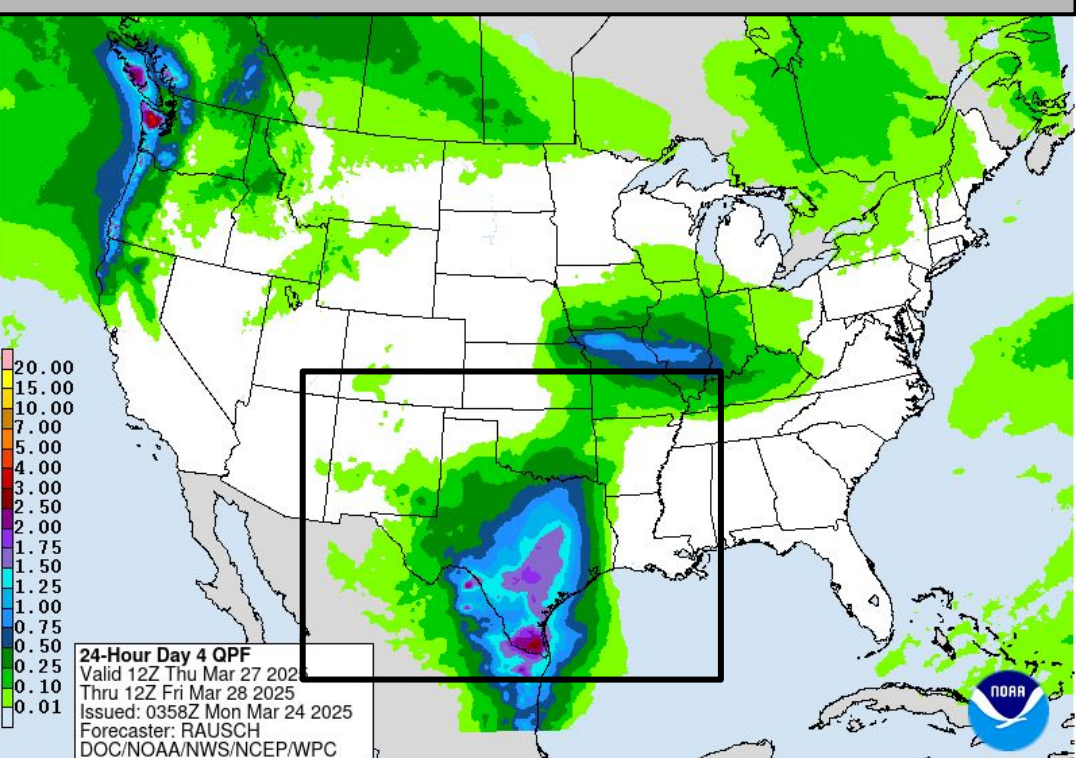 20.00
15.00
10.00
7.00
5.00
4.00
3.00
2.50
2.00
1.75
1.50
1.25
1.00
0.75
0.50
0.25
0.10
0.01
24-Hour Day 4 QPF
Valid 12Z Thu Mar 27 2025
Thru 12Z Fri Mar 28 2025
Issued: 0358Z Mon Mar 24 2025
Forecaster: RAUSCH
DOC/NOAA/NWS/NCEP/WPC
NOAA